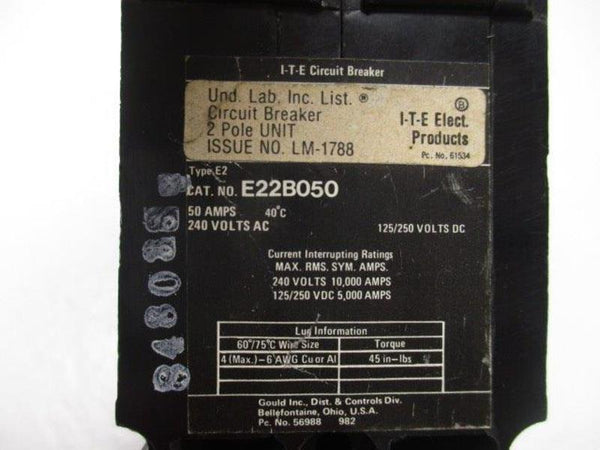 I-T-E Circuit Breaker
Und. Lab. Inc. List.®
Circuit Breaker
2 Pole UNIT
ISSUE NO. LM-1788
B
I-T-E Elect.
Products
Pc. No. 61534
Type E2
CAT. NO. E22B050
50 AMPS 40°C
240 VOLTS AC 125/250 VOLTS DC
Current Interrupting Ratings
MAX. RMS. SYM. AMPS.
240 VOLTS 10,000 AMPS
125/250 VDC 5,000 AMPS
Lug Information
60°/75°C Wire Size Torque
4 (Max.)–6 AWG Cu or Al 45 in-lbs
Gould Inc., Dist. & Controls Div.
Bellefontaine, Ohio, U.S.A.
Pc. No. 56988 982